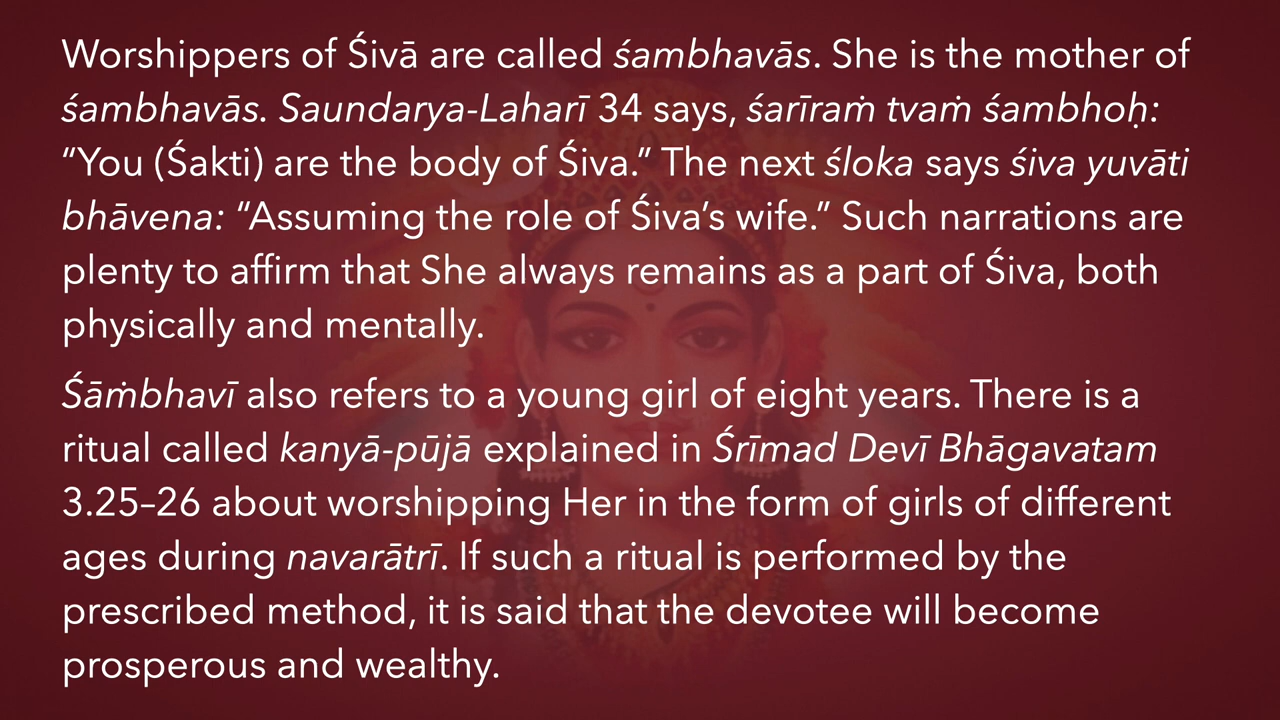 Worshippers of Śivā are called śambhavās. She is the mother of
śambhavās. Saundarya-Laharī 34 says, śarīraṁ tvaṁ śambhoḥ:
“You (Śakti) are the body of Śiva.” The next śloka says śiva yuvāti
bhāvena: “Assuming the role of Śiva’s wife.” Such narrations are
plenty to affirm that She always remains as a part of Śiva, both
physically and mentally.
Śāṁbhavī also refers to a young girl of eight years. There is a
ritual called kanyā-pūjā explained in Śrīmad Devī Bhāgavatam
3.25–26 about worshipping Her in the form of girls of different
ages during navarātrī. If such a ritual is performed by the
prescribed method, it is said that the devotee will become
prosperous and wealthy.